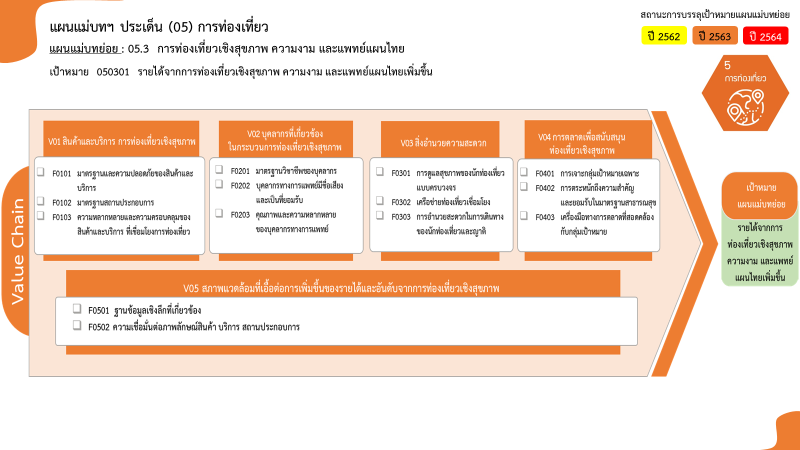 แผนแม่บทฯ ประเด็น (05) การท่องเที่ยว
แผนแม่บทย่อย : 05.3 การท่องเที่ยวเชิงสุขภาพ ความงาม และแพทย์แผนไทย
เป้าหมาย 050301 รายได้จากการท่องเที่ยวเชิงสุขภาพ ความงาม และแพทย์แผนไทยเพิ่มขึ้น
สถานะการบรรลุเป้าหมายแผนแม่บทย่อย
ปี 2562
ปี 2563
ปี 2564
5
การท่องเที่ยว
Value Chain
V01 สินค้าและบริการ การท่องเที่ยวเชิงสุขภาพ
F0101 มาตรฐานและความปลอดภัยของสินค้าและ
บริการ
F0102 มาตรฐานสถานประกอบการ
F0103 ความหลากหลายและความครอบคลุมของ
สินค้าและบริการ ที่เชื่อมโยงการท่องเที่ยว
V02 บุคลากรที่เกี่ยวข้อง
ในกระบวนการท่องเที่ยวเชิงสุขภาพ
F0201 มาตรฐานวิชาชีพของบุคลากร
F0202 บุคลากรทางการแพทย์มีชื่อเสียง
และเป็นที่ยอมรับ
F0203 คุณภาพและความหลากหลาย
ของบุคลากรทางการแพทย์
V03 สิ่งอำนวยความสะดวก
F0301 การดูแลสุขภาพของนักท่องเที่ยว
แบบครบวงจร
F0302 เครือข่ายท่องเที่ยวเชื่อมโยง
F0303 การอำนวยสะดวกในการเดินทาง
ของนักท่องเที่ยวและญาติ
V04 การตลาดเพื่อสนับสนุน
ท่องเที่ยวเชิงสุขภาพ
F0401 การเจาะกลุ่มเป้าหมายเฉพาะ
F0402 การตระหนักถึงความสำคัญ
และยอมรับในมาตรฐานสาธารณสุข
F0403 เครื่องมือทางการตลาดที่สอดคล้อง
กับกลุ่มเป้าหมาย
V05 สภาพแวดล้อมที่เอื้อต่อการเพิ่มขึ้นของรายได้และอันดับจากการท่องเที่ยวเชิงสุขภาพ
F0501 ฐานข้อมูลเชิงลึกที่เกี่ยวข้อง
F0502 ความเชื่อมั่นต่อภาพลักษณ์สินค้า บริการ สถานประกอบการ
เป้าหมาย
แผนแม่บทย่อย
รายได้จากการ
ท่องเที่ยวเชิงสุขภาพ
ความงาม และแพทย์
แผนไทยเพิ่มขึ้น